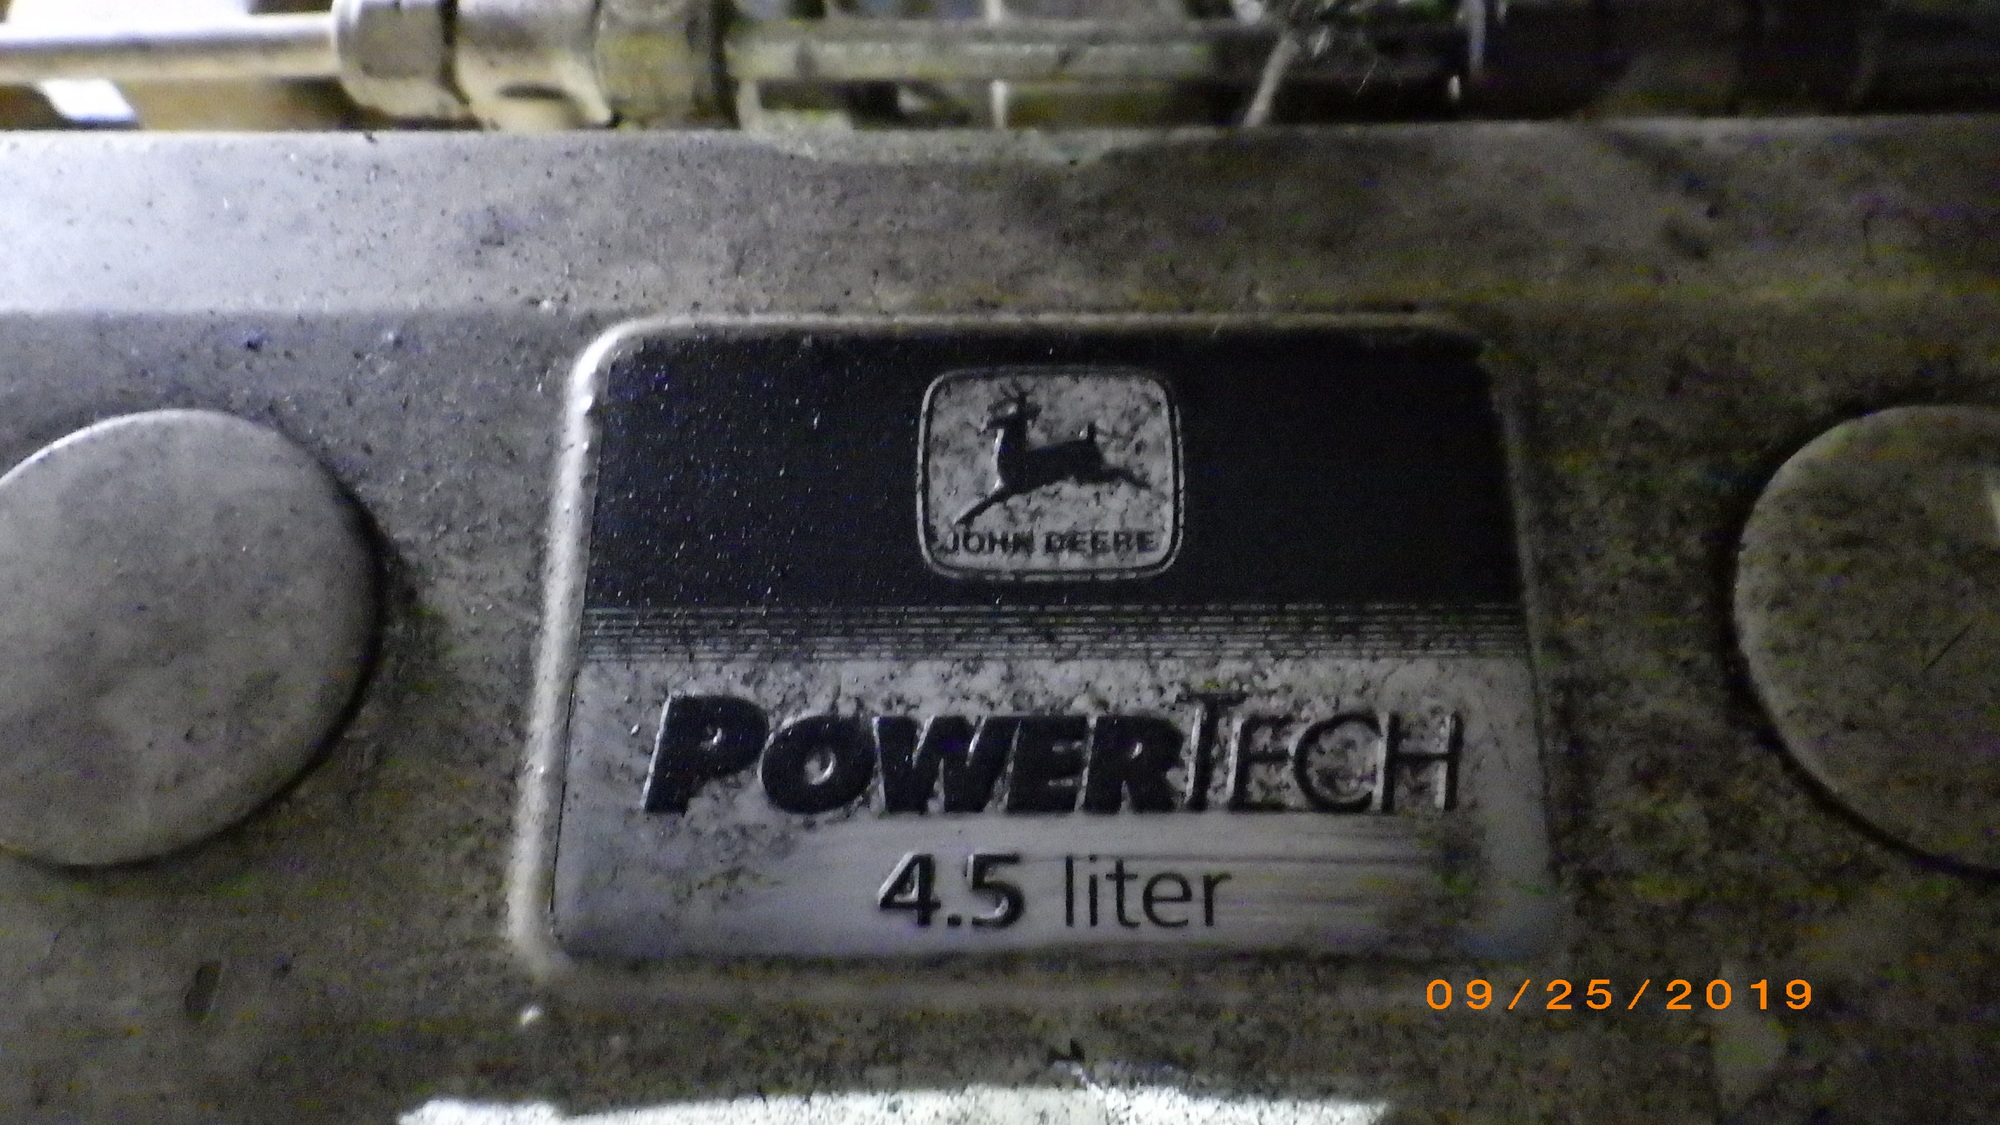 JOHN DEERE
POWERTECH
4.5 liter
09/25/2019